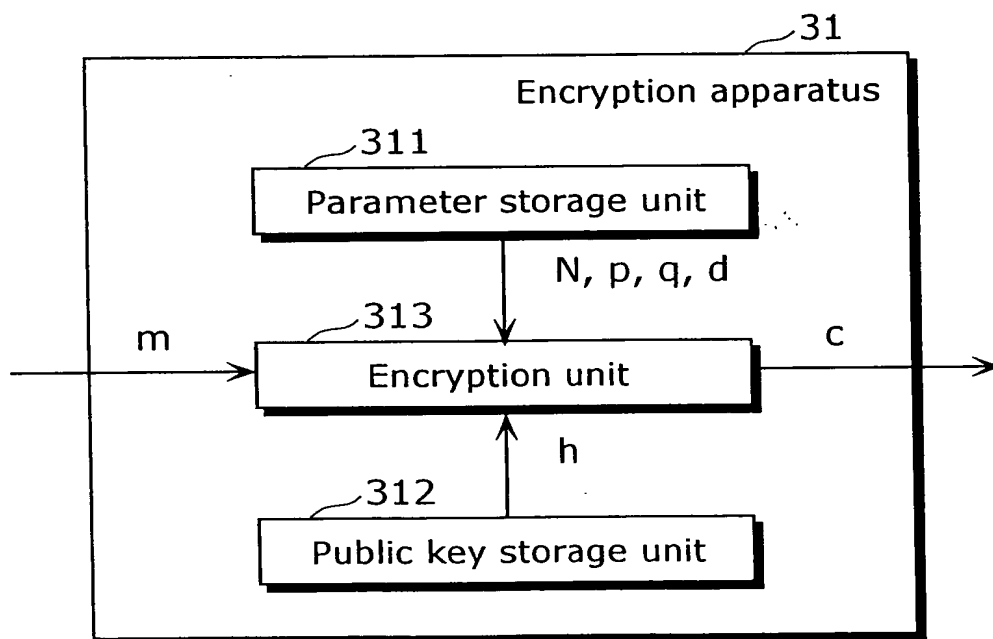 31
Encryption apparatus
311
Parameter storage unit
N, p, q, d
313
m
Encryption unit
c
h
312
Public key storage unit